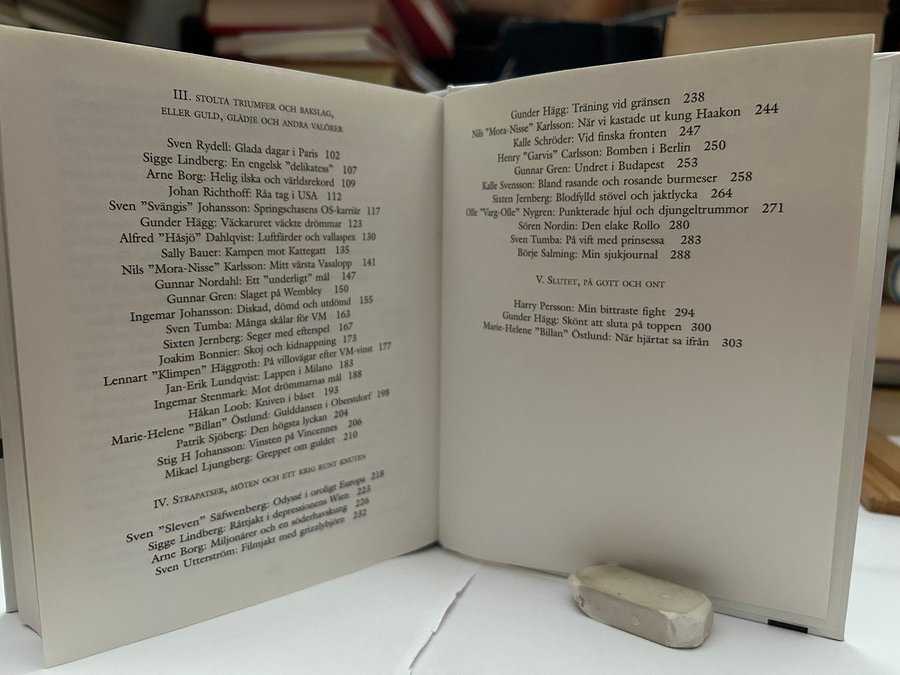 III. STOLTA TRIUMFER OCH BAKSLAG,
ELLER GULD, GLÄDJE OCH ANDRA VALÖRER
Sven Rydell: Glada dagar i Paris 102
Sigge Lindberg: En engelsk ”delikatess” 107
Arne Borg: Helig ilska och världsrekord 109
Johan Richthoff: Råa tag i USA 112
Sven ”Svängis” Johansson: Springschasens OS-karriär 117
Gunder Hägg: Väckaruret väckte drömmar 123
Alfred ”Håsjö” Dahlqvist: Luftfärder och vallaspex 130
Sally Bauer: Kampen mot Kattegatt 135
Nils ”Mora-Nisse” Karlsson: Mitt värsta Vasalopp 141
Gunnar Nordahl: Ett ”underligt” mål 147
Gunnar Gren: Slaget på Wembley 150
Ingemar Johansson: Diskad, dömd och utdömd 155
Sven Tumba: Många skålar för VM 163
Sixten Jernberg: Seger med efterspel 167
Joakim Bonnier: Skoj och kidnappning 173
Lennart ”Klimpen” Häggroth: På villovägar efter VM-vinst 177
Jan-Erik Lundqvist: Lappen i Milano 183
Ingemar Stenmark: Mot drömmarnas mål 188
Håkan Loob: Kniven i båset 193
Marie-Helene ”Billan” Östlund: Gulddansen i Oberstdorf 198
Patrik Sjöberg: Den högsta lyckan 204
Stig H Johansson: Vinsten på Vincennes 206
Mikael Ljungberg: Greppet om guldet 210
IV. STRAPATSER, MÖTEN OCH ETT KRIG RUNT KNUTEN
Sven ”Sleven” Säfwenberg: Odyssé i oroligt Europa 218
Sigge Lindberg: Råttjakt i depressionens Wien 223
Arne Borg: Miljonärer och en söderhavskung 226
Sven Utterström: Filmjakt med grizzlybjörn 232
Gunder Hägg: Träning vid gränsen 238
Nils ”Mora-Nisse” Karlsson: När vi kastade ut kung Haakon 244
Kalle Schröder: Vid finska fronten 247
Henry ”Garvis” Carlsson: Bomben i Berlin 250
Gunnar Gren: Undret i Budapest 253
Kalle Svensson: Bland rasande och rosande burmeser 258
Sixten Jernberg: Blodfylld stövel och jaktlycka 264
Olle ”Varg-Olle” Nygren: Punkterade hjul och djungeltrummor 271
Sören Nordin: Den elake Rollo 280
Sven Tumba: På vift med prinsessa 283
Börje Salming: Min sjukjournal 288
V. SLUTET, PÅ GOTT OCH ONT
Harry Persson: Min bittraste fight 294
Gunder Hägg: Skönt att sluta på toppen 300
Marie-Helene ”Billan” Östlund: När hjärtat sa ifrån 303